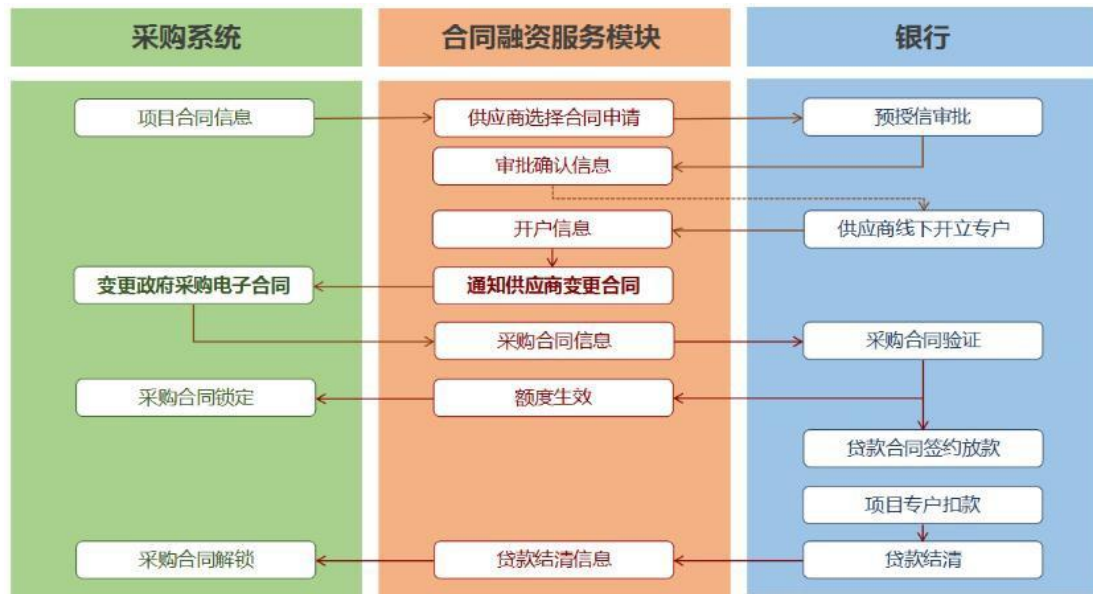 采购系统
合同融资服务模块
银行
项目合同信息
供应商选择合同申请
预授信审批
审批确认信息
开户信息
供应商线下开立专户
变更政府采购电子合同
通知供应商变更合同
采购合同信息
采购合同验证
采购合同锁定
额度生效
贷款合同签约放款
项目专户扣款
采购合同解锁
贷款结清信息
贷款结清